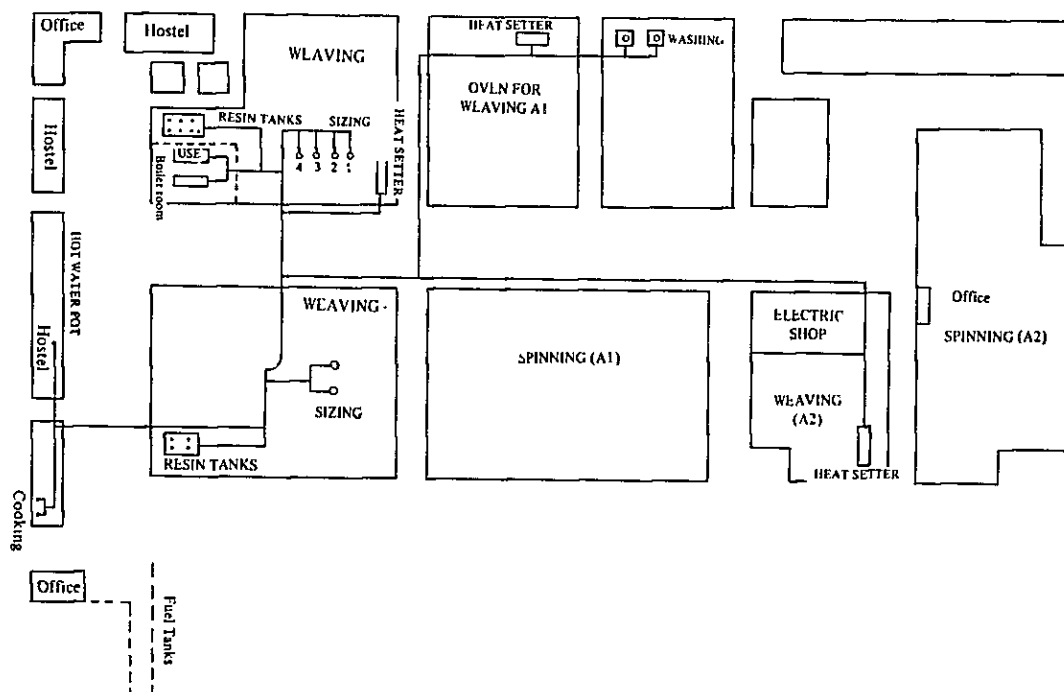 Office
Hostel
WLAVING
HEAT SETTER
WASHING
OVLN FOR
WLAVING A1
Hostel
RESIN TANKS
SIZING
HEAT SETTER
USE
Boiler room
4 3 2 1
HOT WATER POT
Hostel
WLAVING -
SIZING
RESIN TANKS
SPINNING (A1)
ELECTRIC
SHOP
WEAVING
(A2)
HEAT SETTER
Office
SPINNING (A2)
Cooking
Office
Fuel Tanks